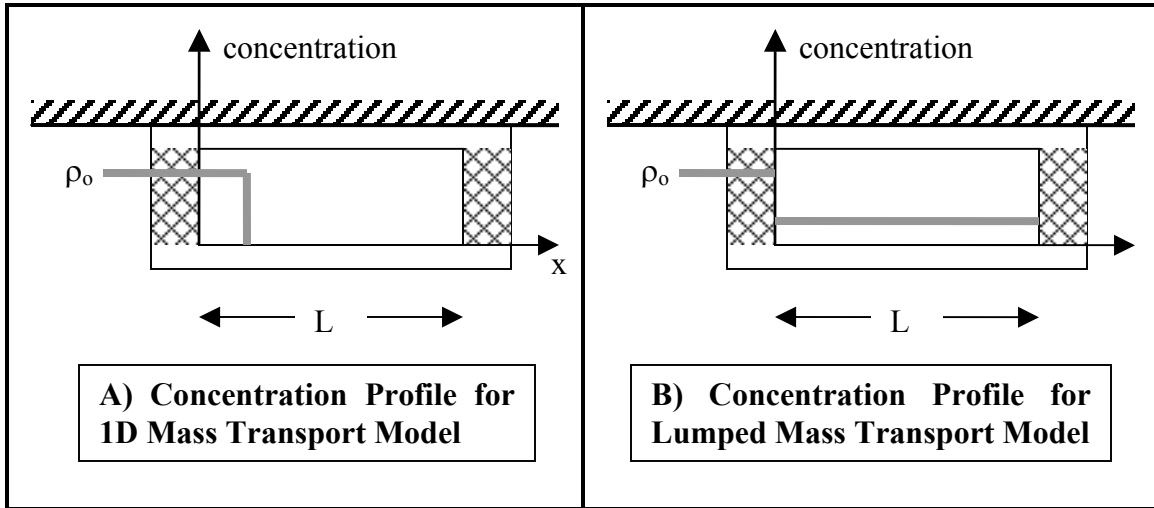 concentration
ρₒ
x
L
A) Concentration Profile for
1D Mass Transport Model
concentration
ρₒ
L
B) Concentration Profile for
Lumped Mass Transport Model